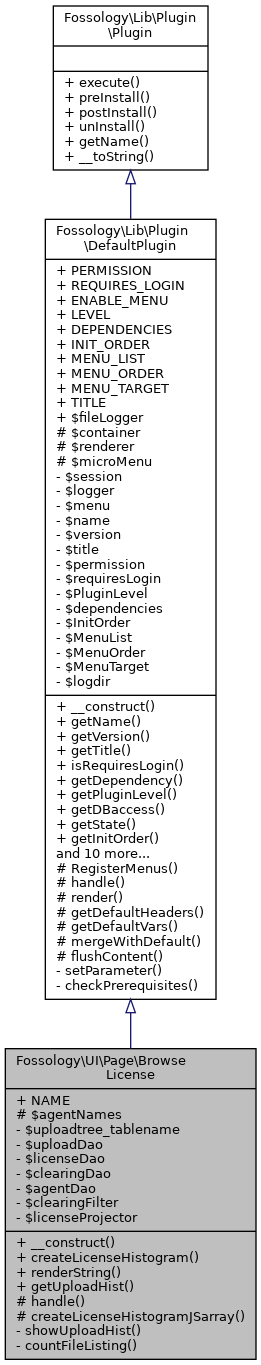 Fossology\Lib\Plugin
\Plugin
+ execute()
+ preInstall()
+ postInstall()
+ unInstall()
+ getName()
+ __toString()
Fossology\Lib\Plugin
\DefaultPlugin
+ PERMISSION
+ REQUIRES_LOGIN
+ ENABLE_MENU
+ LEVEL
+ DEPENDENCIES
+ INIT_ORDER
+ MENU_LIST
+ MENU_ORDER
+ MENU_TARGET
+ TITLE
+ $fileLogger
# $container
# $renderer
# $microMenu
- $session
- $logger
- $menu
- $name
- $version
- $title
- $permission
- $requiresLogin
- $PluginLevel
- $dependencies
- $InitOrder
- $MenuList
- $MenuOrder
- $MenuTarget
- $logdir
+ __construct()
+ getName()
+ getVersion()
+ getTitle()
+ isRequiresLogin()
+ getDependency()
+ getPluginLevel()
+ getDBaccess()
+ getState()
+ getInitOrder()
and 10 more...
# RegisterMenus()
# handle()
# render()
# getDefaultHeaders()
# getDefaultVars()
# mergeWithDefault()
# flushContent()
- setParameter()
- checkPrerequisites()
Fossology\UI\Page\Browse
License
+ NAME
# $agentNames
- $uploadtree_tablename
- $uploadDao
- $licenseDao
- $clearingDao
- $agentDao
- $clearingFilter
- $licenseProjector
+ __construct()
+ createLicenseHistogram()
+ renderString()
+ getUploadHist()
# handle()
# createLicenseHistogramJSarray()
- showUploadHist()
- countFileListing()